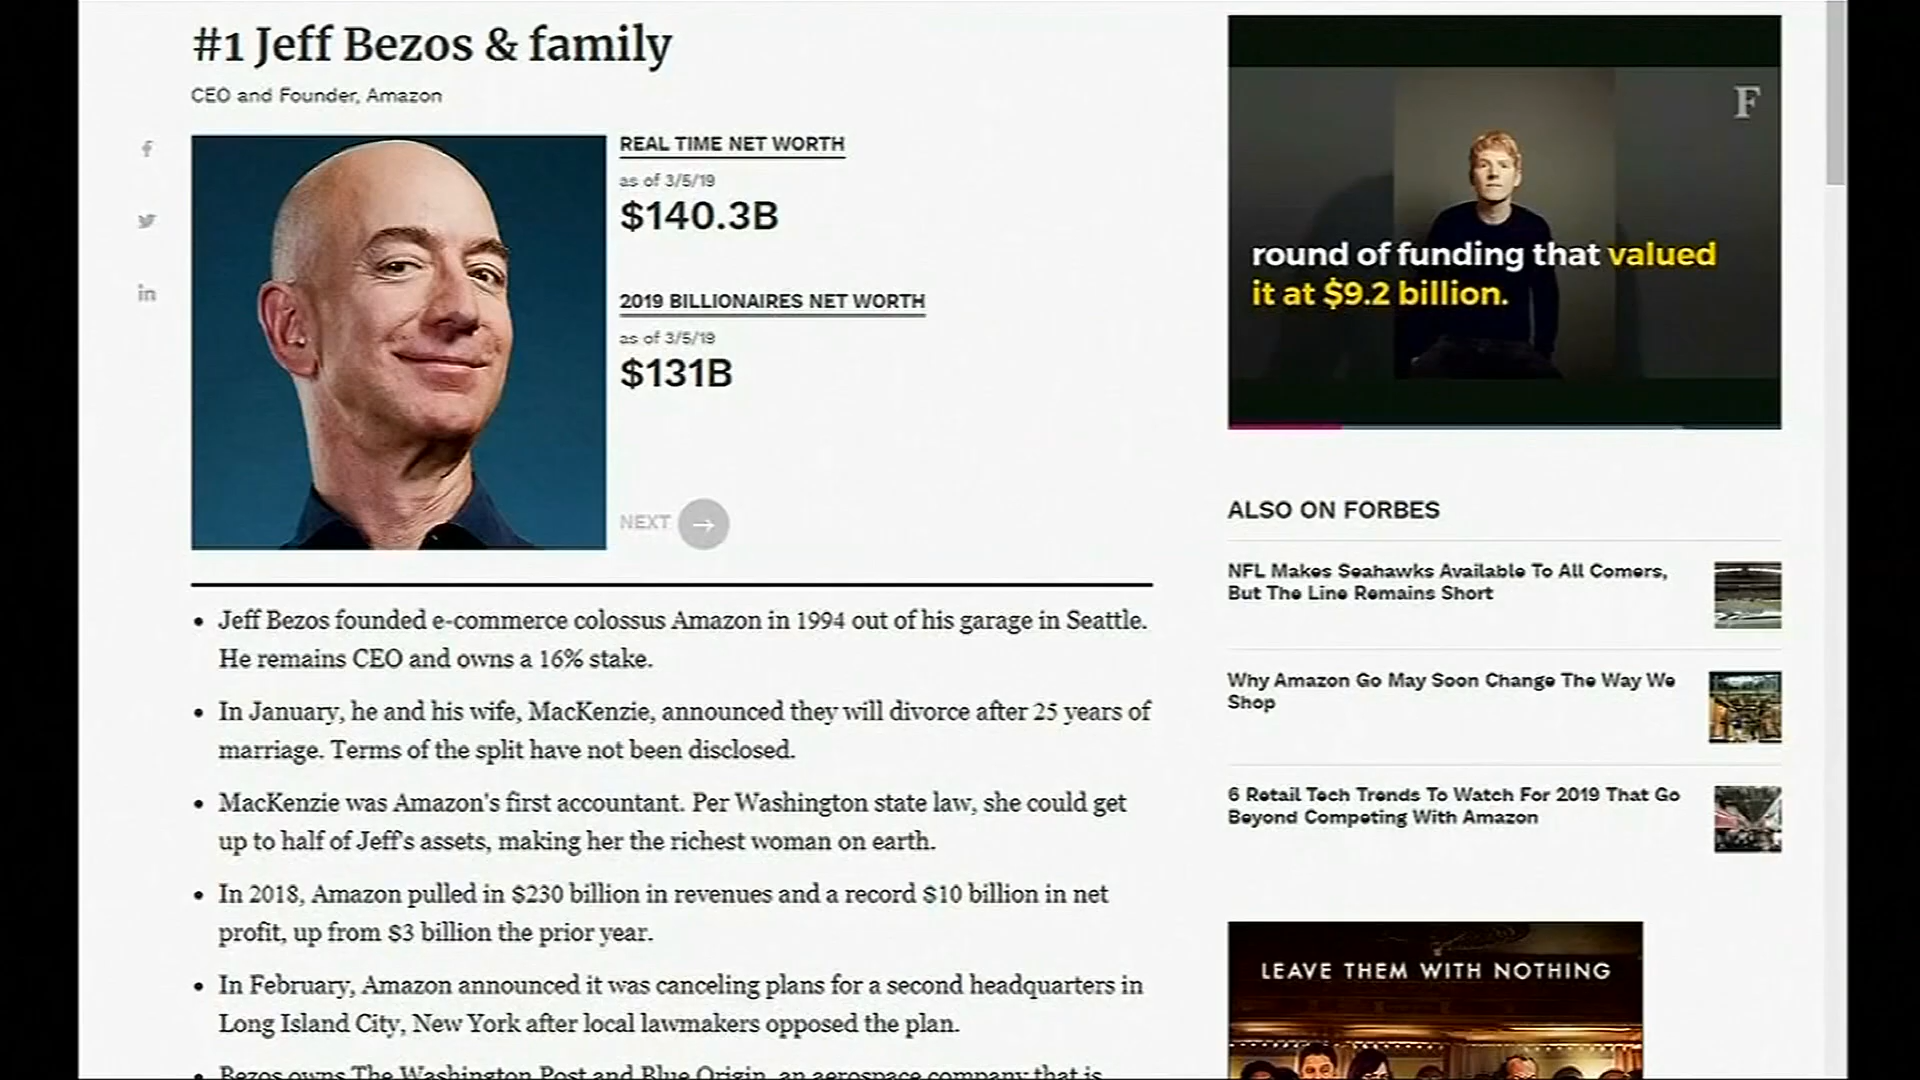 #1 Jeff Bezos & family
CEO and Founder, Amazon
REAL TIME NET WORTH
as of 3/5/19
$140.3B
2019 BILLIONAIRES NET WORTH
as of 3/5/19
$131B
NEXT
Jeff Bezos founded e-commerce colossus Amazon in 1994 out of his garage in Seattle.
He remains CEO and owns a 16% stake.
In January, he and his wife, MacKenzie, announced they will divorce after 25 years of
marriage. Terms of the split have not been disclosed.
MacKenzie was Amazon's first accountant. Per Washington state law, she could get
up to half of Jeff's assets, making her the richest woman on earth.
In 2018, Amazon pulled in $230 billion in revenues and a record $10 billion in net
profit, up from $3 billion the prior year.
In February, Amazon announced it was canceling plans for a second headquarters in
Long Island City, New York after local lawmakers opposed the plan.
Bezos owns The Washington Post and Blue Origin, an aerospace company that is
F
round of funding that valued
it at $9.2 billion.
ALSO ON FORBES
NFL Makes Seahawks Available To All Comers,
But The Line Remains Short
Why Amazon Go May Soon Change The Way We
Shop
6 Retail Tech Trends To Watch For 2019 That Go
Beyond Competing With Amazon
LEAVE THEM WITH NOTHING